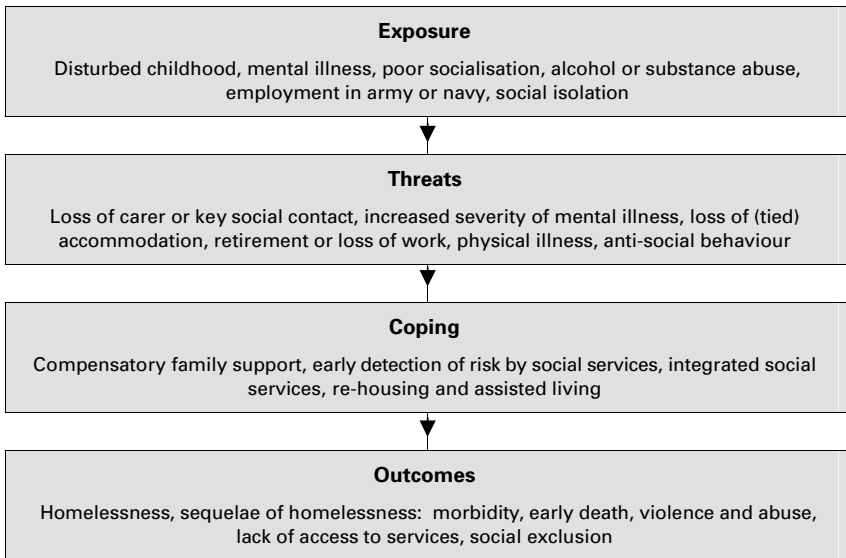 Exposure
Disturbed childhood, mental illness, poor socialisation, alcohol or substance abuse,
employment in army or navy, social isolation
Threats
Loss of carer or key social contact, increased severity of mental illness, loss of (tied)
accommodation, retirement or loss of work, physical illness, anti-social behaviour
Coping
Compensatory family support, early detection of risk by social services, integrated social
services, re-housing and assisted living
Outcomes
Homelessness, sequelae of homelessness: morbidity, early death, violence and abuse,
lack of access to services, social exclusion